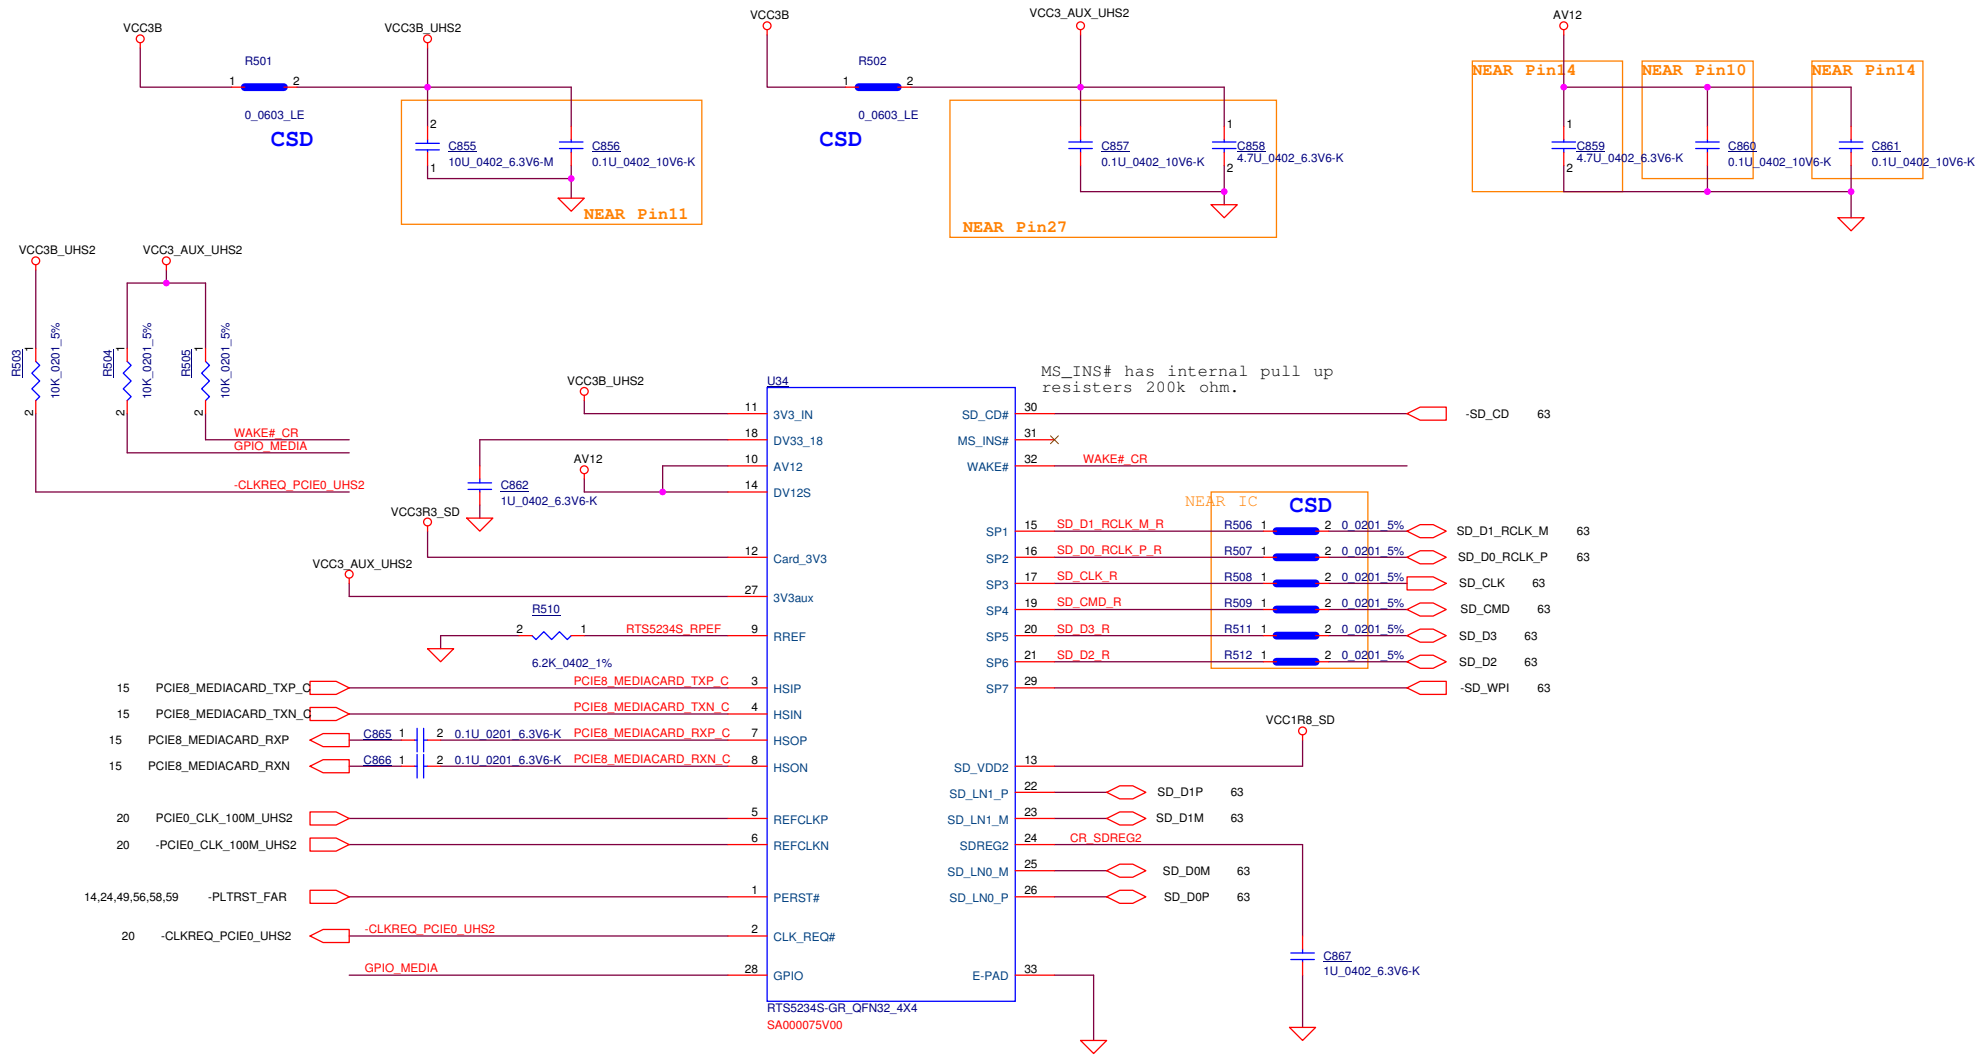 VCC3B
VCC3B_UHS2
R501
1
2
0_0603_LE
CSD
2
C855
10U_0402_6.3V6-M
1
C856
0.1U_0402_10V6-K
NEAR Pin11
VCC3B
VCC3_AUX_UHS2
R502
1
2
0_0603_LE
CSD
C857
0.1U_0402_10V6-K
1
C858
4.7U_0402_6.3V6-K
2
NEAR Pin27
AV12
NEAR Pin14
NEAR Pin10
NEAR Pin14
1
C859
4.7U_0402_6.3V6-K
2
C860
0.1U_0402_10V6-K
C861
0.1U_0402_10V6-K
VCC3B_UHS2
VCC3_AUX_UHS2
R503
1
2
10K_0201_5%
R504
1
2
10K_0201_5%
R505
1
2
10K_0201_5%
WAKE#_CR
GPIO_MEDIA
-CLKREQ_PCIE0_UHS2
MS_INS# has internal pull up
resisters 200k ohm.
U34
VCC3B_UHS2
11 3V3_IN
18 DV33_18
C862
1U_0402_6.3V6-K
AV12
10 AV12
14 DV12S
VCC3R3_SD
12 Card_3V3
VCC3_AUX_UHS2
27 3V3aux
R510
2 1 RTS5234S_RPEF 9 RREF
6.2K_0402_1%
15 PCIE8_MEDIACARD_TXP_C PCIE8_MEDIACARD_TXP_C 3 HSIP
15 PCIE8_MEDIACARD_TXN_C PCIE8_MEDIACARD_TXN_C 4 HSIN
15 PCIE8_MEDIACARD_RXP C865 1 2 0.1U_0201_6.3V6-K PCIE8_MEDIACARD_RXP_C 7 HSOP
15 PCIE8_MEDIACARD_RXN C866 1 2 0.1U_0201_6.3V6-K PCIE8_MEDIACARD_RXN_C 8 HSON
20 PCIE0_CLK_100M_UHS2 5 REFCLKP
20 -PCIE0_CLK_100M_UHS2 6 REFCLKN
14,24,49,56,58,59 -PLTRST_FAR 1 PERST#
20 -CLKREQ_PCIE0_UHS2 -CLKREQ_PCIE0_UHS2 2 CLK_REQ#
GPIO_MEDIA 28 GPIO
SD_CD# 30 -SD_CD 63
MS_INS# 31
WAKE# 32 WAKE#_CR
NEAR IC CSD
SP1 15 SD_D1_RCLK_M_R R506 1 2 0_0201_5% SD_D1_RCLK_M 63
SP2 16 SD_D0_RCLK_P_R R507 1 2 0_0201_5% SD_D0_RCLK_P 63
SP3 17 SD_CLK_R R508 1 2 0_0201_5% SD_CLK 63
SP4 19 SD_CMD_R R509 1 2 0_0201_5% SD_CMD 63
SP5 20 SD_D3_R R511 1 2 0_0201_5% SD_D3 63
SP6 21 SD_D2_R R512 1 2 0_0201_5% SD_D2 63
SP7 29 -SD_WPI 63
VCC1R8_SD
SD_VDD2 13
SD_LN1_P 22 SD_D1P 63
SD_LN1_M 23 SD_D1M 63
SDREG2 24 CR_SDREG2
SD_LN0_M 25 SD_D0M 63
SD_LN0_P 26 SD_D0P 63
C867
1U_0402_6.3V6-K
E-PAD 33
RTS5234S-GR_QFN32_4X4
SA000075V00